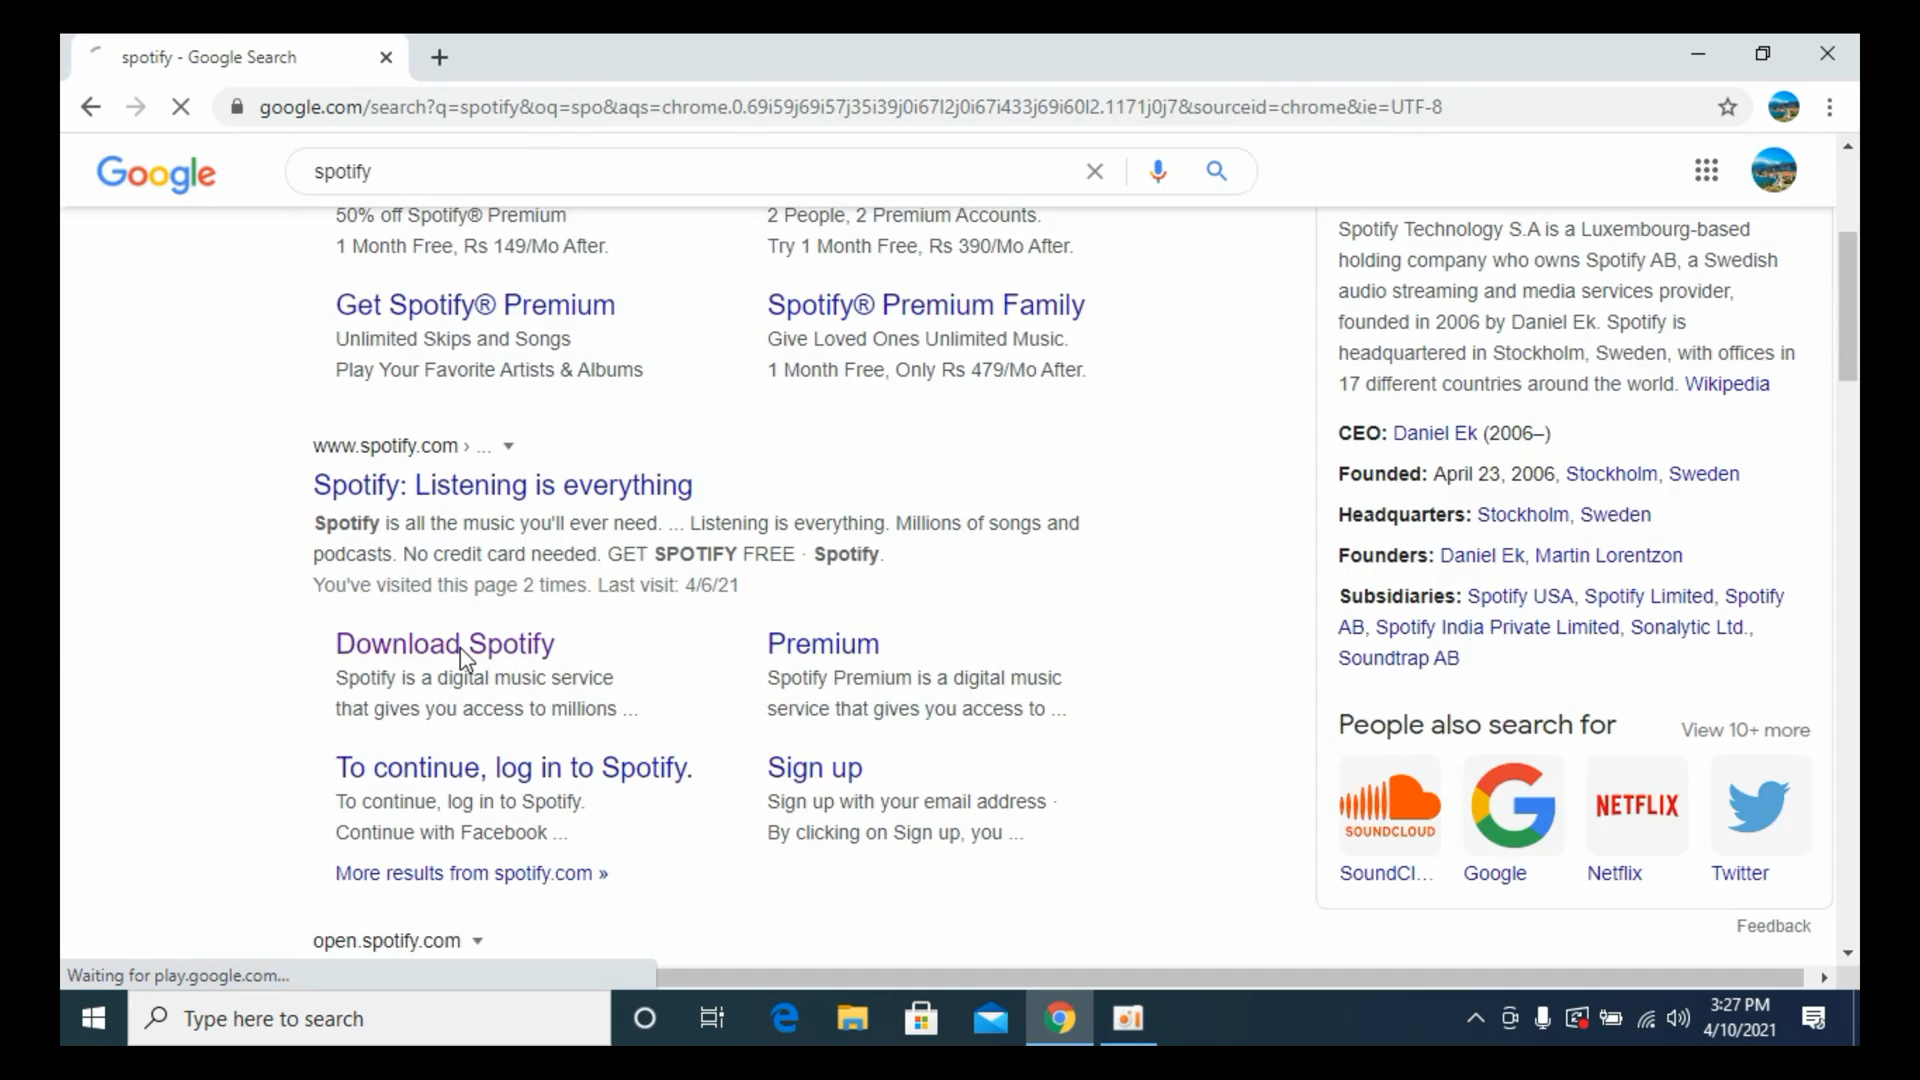 spotify - Google Search
google.com/search?q=spotify&oq=spo&aqs=chrome.0.69i59j69i57j35i39j0i67l2j0i67i433j69i60l2.1171j0j7&sourceid=chrome&ie=UTF-8
Google
spotify
50% off Spotify® Premium
1 Month Free, Rs 149/Mo After.
2 People, 2 Premium Accounts.
Try 1 Month Free, Rs 390/Mo After.
Get Spotify® Premium
Unlimited Skips and Songs
Play Your Favorite Artists & Albums
Spotify® Premium Family
Give Loved Ones Unlimited Music.
1 Month Free, Only Rs 479/Mo After.
www.spotify.com › ...
Spotify: Listening is everything
Spotify is all the music you'll ever need. ... Listening is everything. Millions of songs and
podcasts. No credit card needed. GET SPOTIFY FREE · Spotify.
You've visited this page 2 times. Last visit: 4/6/21
Download Spotify
Spotify is a digital music service
that gives you access to millions ...
Premium
Spotify Premium is a digital music
service that gives you access to ...
To continue, log in to Spotify.
To continue, log in to Spotify.
Continue with Facebook ...
Sign up
Sign up with your email address ·
By clicking on Sign up, you ...
More results from spotify.com »
open.spotify.com
Spotify Technology S.A is a Luxembourg-based
holding company who owns Spotify AB, a Swedish
audio streaming and media services provider,
founded in 2006 by Daniel Ek. Spotify is
headquartered in Stockholm, Sweden, with offices in
17 different countries around the world. Wikipedia
CEO: Daniel Ek (2006–)
Founded: April 23, 2006, Stockholm, Sweden
Headquarters: Stockholm, Sweden
Founders: Daniel Ek, Martin Lorentzon
Subsidiaries: Spotify USA, Spotify Limited, Spotify
AB, Spotify India Private Limited, Sonalytic Ltd.,
Soundtrap AB
People also search for
View 10+ more
SOUNDCLOUD
NETFLIX
SoundCl...
Google
Netflix
Twitter
Feedback
Waiting for play.google.com...
Type here to search
3:27 PM
4/10/2021